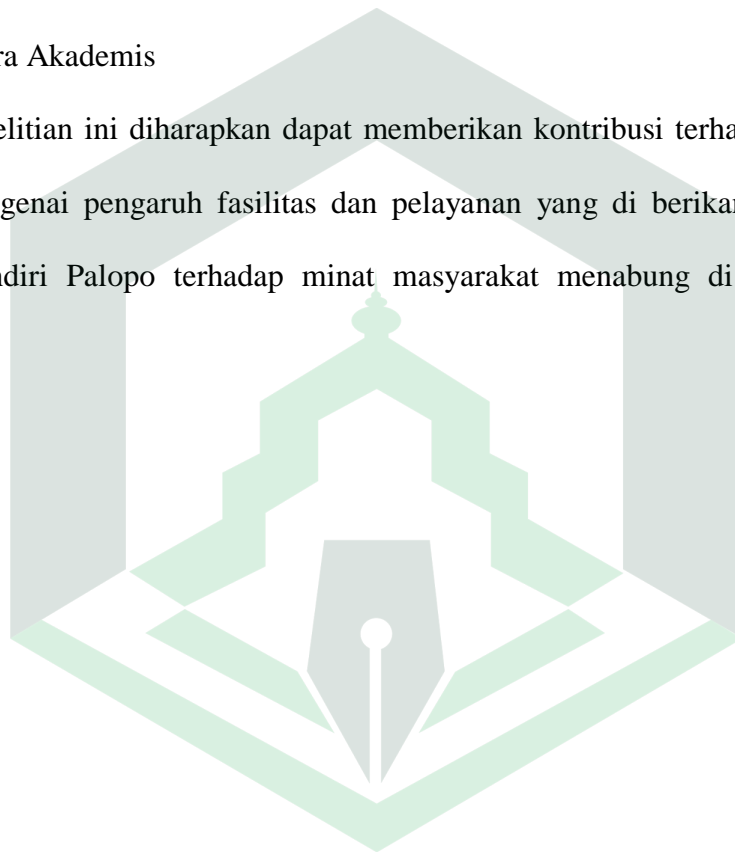 ra Akademis
elitian ini diharapkan dapat memberikan kontribusi terha
genai pengaruh fasilitas dan pelayanan yang di berikan
ndiri Palopo terhadap minat masyarakat menabung di